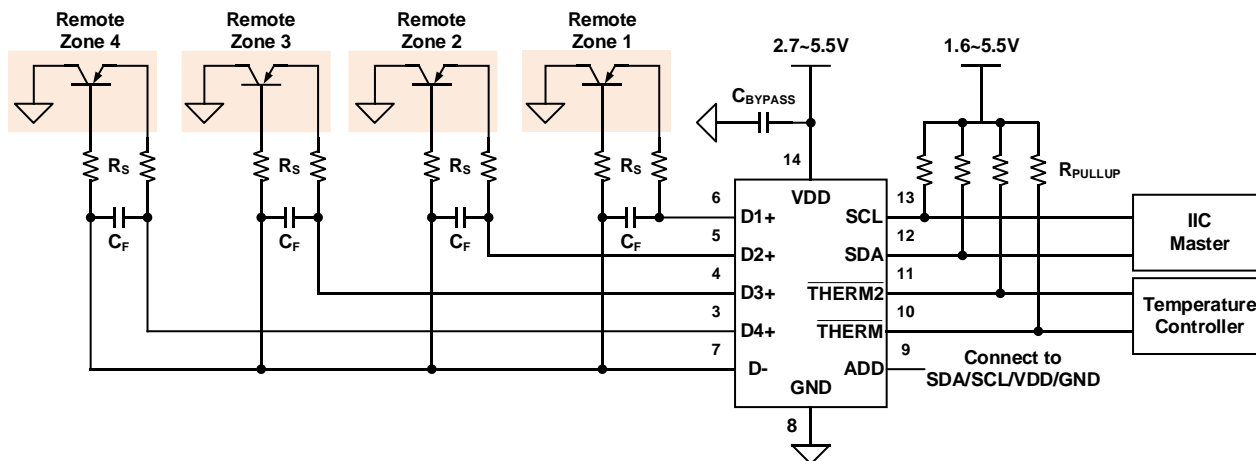 Remote
Zone 4
Remote
Zone 3
Remote
Zone 2
Remote
Zone 1
2.7~5.5V
1.6~5.5V
CBYPASS
RS
RS
RS
RS
RPULLUP
CF
CF
CF
CF
14
VDD
6
D1+
5
D2+
4
D3+
3
D4+
7
D-
GND
8
13
SCL
12
SDA
11
THERM2
10
THERM
9
ADD
IIC
Master
Temperature
Controller
Connect to
SDA/SCL/VDD/GND